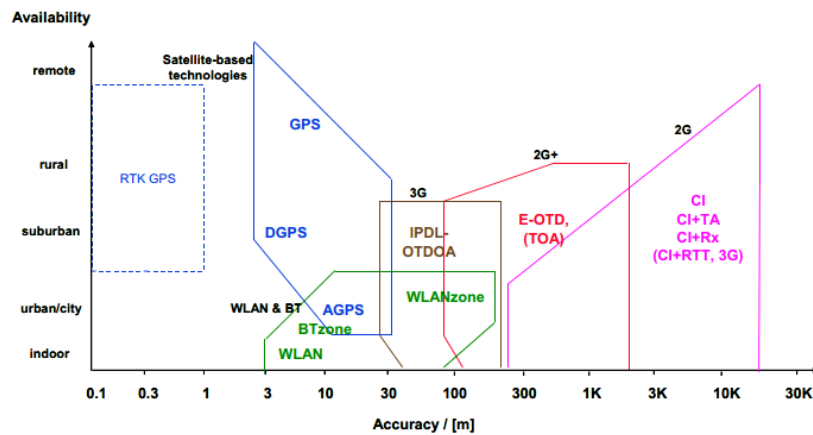 Availability
Satellite-based
technologies
remote
GPS
2G
2G+
rural
RTK GPS
3G
CI
CI+TA
CI+Rx
(CI+RTT, 3G)
E-OTD,
(TOA)
suburban
DGPS
IPDL-
OTDOA
WLANzone
urban/city
WLAN & BT
AGPS
BTzone
indoor
WLAN
0.1 0.3 1 3 10 30 100 300 1K 3K 10K 30K
Accuracy / [m]